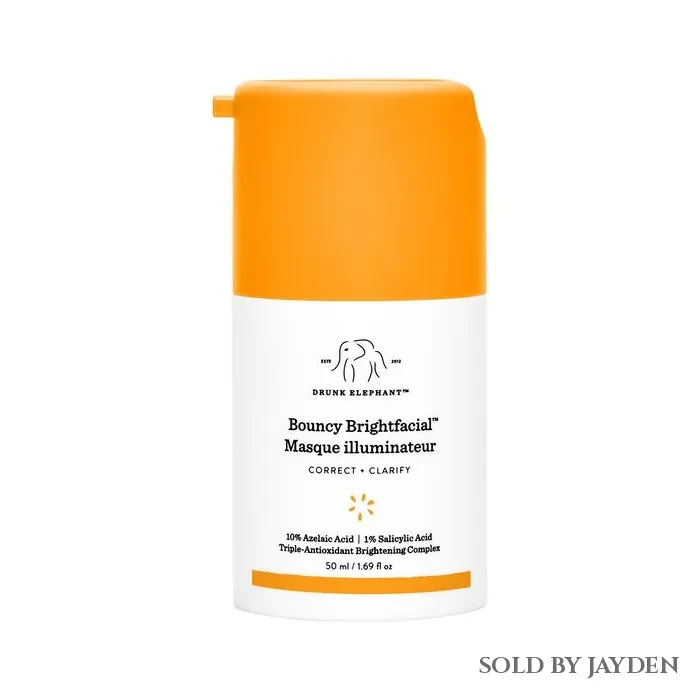 ESTD 2012
DRUNK ELEPHANT™
Bouncy Brightfacial™
Masque illuminateur
CORRECT + CLARIFY
10% Azelaic Acid | 1% Salicylic Acid
Triple-Antioxidant Brightening Complex
50 ml / 1.69 fl oz
SOLD BY JAYDEN